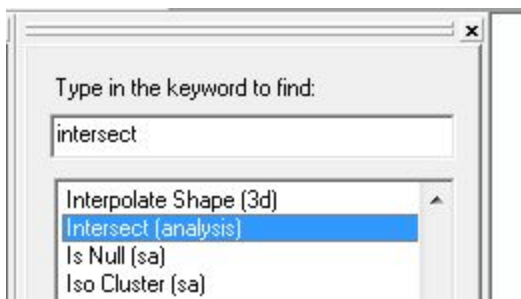 Type in the keyword to find:
intersect
Interpolate Shape (3d)
Intersect (analysis)
Is Null (sa)
Iso Cluster (sa)